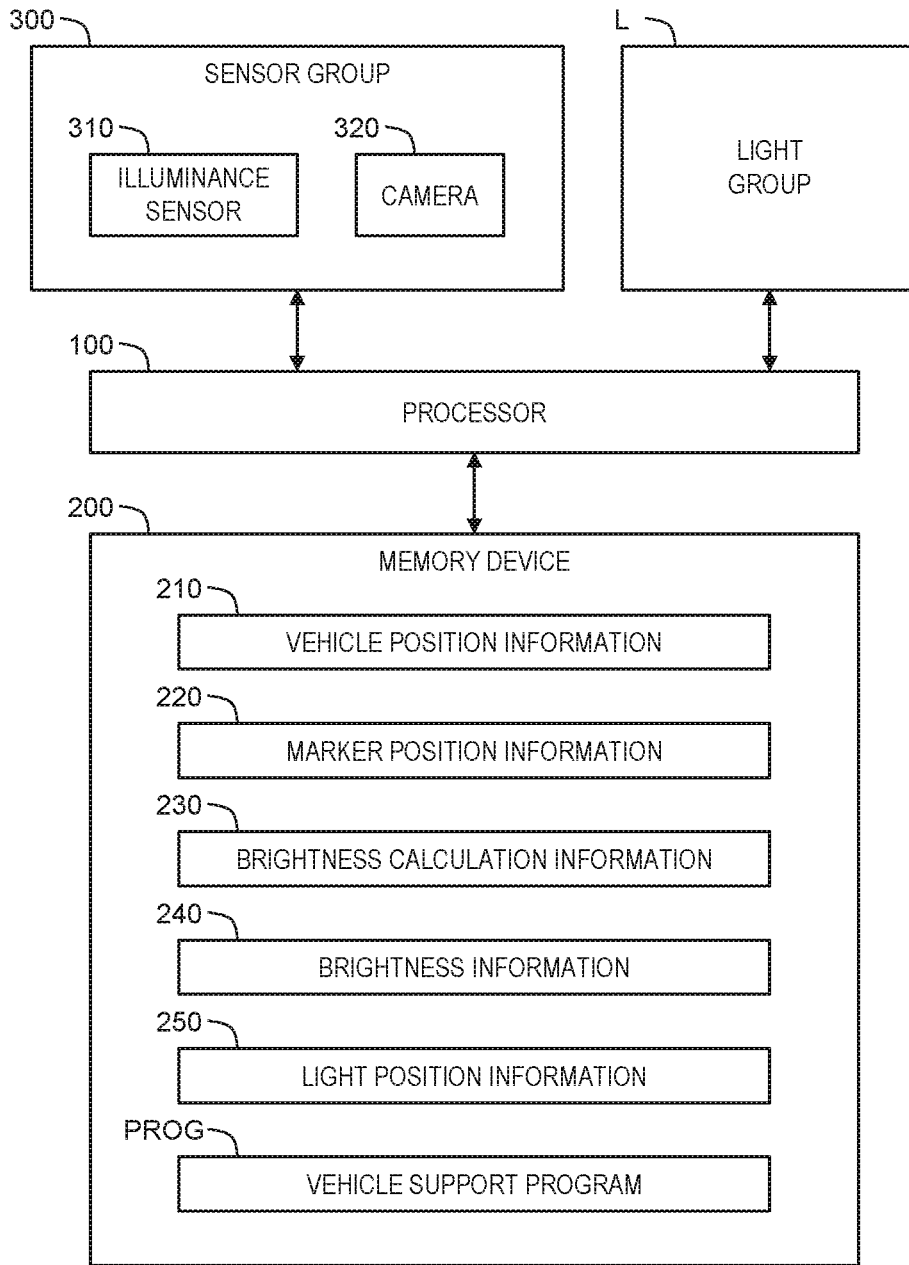 300
L
SENSOR GROUP
310
320
ILLUMINANCE
SENSOR
CAMERA
LIGHT
GROUP
100
PROCESSOR
200
MEMORY DEVICE
210
VEHICLE POSITION INFORMATION
220
MARKER POSITION INFORMATION
230
BRIGHTNESS CALCULATION INFORMATION
240
BRIGHTNESS INFORMATION
250
LIGHT POSITION INFORMATION
PROG
VEHICLE SUPPORT PROGRAM